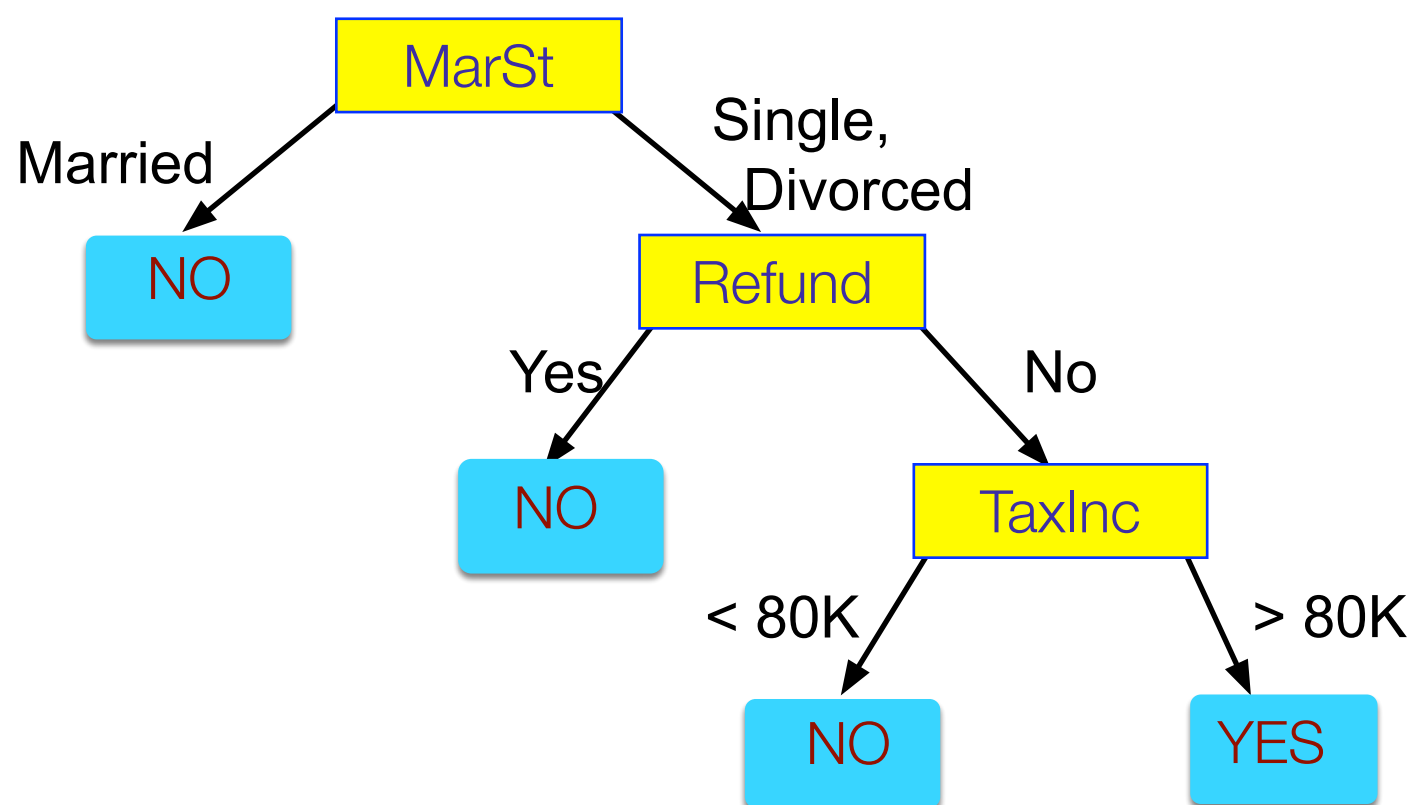 MarSt
Married
Single,
Divorced
NO
Refund
Yes
No
NO
TaxInc
< 80K
> 80K
NO
YES